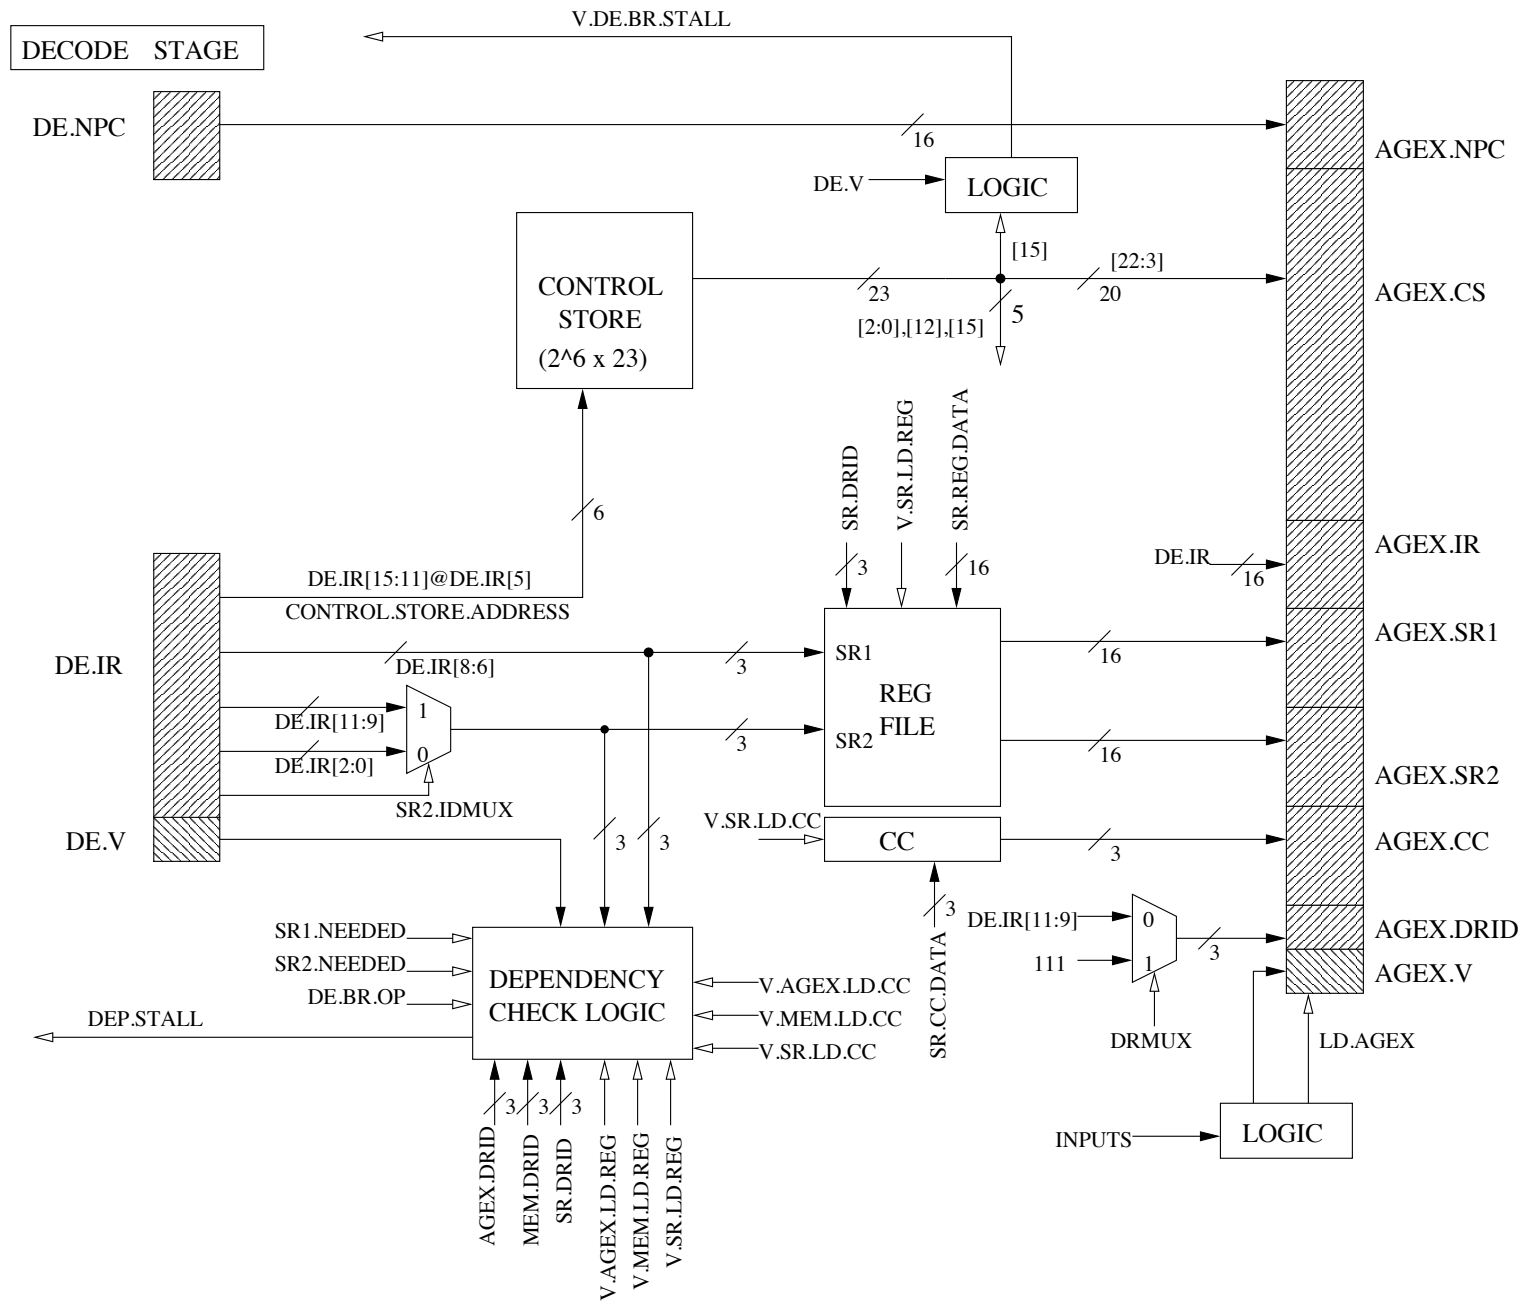 V.DE.BR.STALL
DECODE STAGE
DE.NPC
16
AGEX.NPC
DE.V
LOGIC
[15]
[22:3]
CONTROL
STORE
(2^6 x 23)
23
20
AGEX.CS
[2:0],[12],[15]
5
SR.DRID
V.SR.LD.REG
SR.REG.DATA
6
3
16
DE.IR
16
AGEX.IR
DE.IR[15:11]@DE.IR[5]
CONTROL.STORE.ADDRESS
DE.IR
DE.IR[8:6]
3
SR1
16
AGEX.SR1
REG
FILE
DE.IR[11:9]
1
3
SR2
16
DE.IR[2:0]
0
AGEX.SR2
SR2.IDMUX
DE.V
3
3
V.SR.LD.CC
CC
3
AGEX.CC
3
SR.CC.DATA
DE.IR[11:9]
0
111
1
3
AGEX.DRID
DRMUX
AGEX.V
SR1.NEEDED
SR2.NEEDED
DE.BR.OP
DEPENDENCY
CHECK LOGIC
V.AGEX.LD.CC
V.MEM.LD.CC
V.SR.LD.CC
DEP.STALL
LD.AGEX
3
3
3
AGEX.DRID
MEM.DRID
SR.DRID
V.AGEX.LD.REG
V.MEM.LD.REG
V.SR.LD.REG
INPUTS
LOGIC